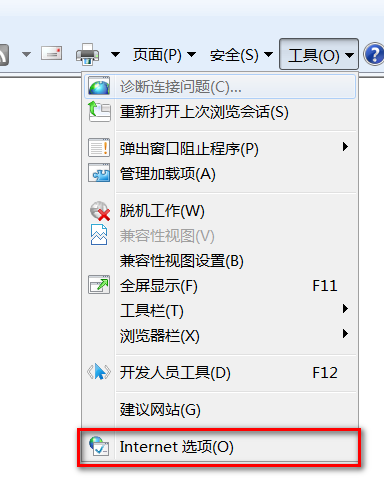 页面(P) 安全(S) 工具(O)
诊断连接问题(C)...
重新打开上次浏览会话(S)
弹出窗口阻止程序(P)
管理加载项(A)
脱机工作(W)
兼容性视图(V)
兼容性视图设置(B)
全屏显示(F) F11
工具栏(T)
浏览器栏(X)
开发人员工具(D) F12
建议网站(G)
Internet 选项(O)